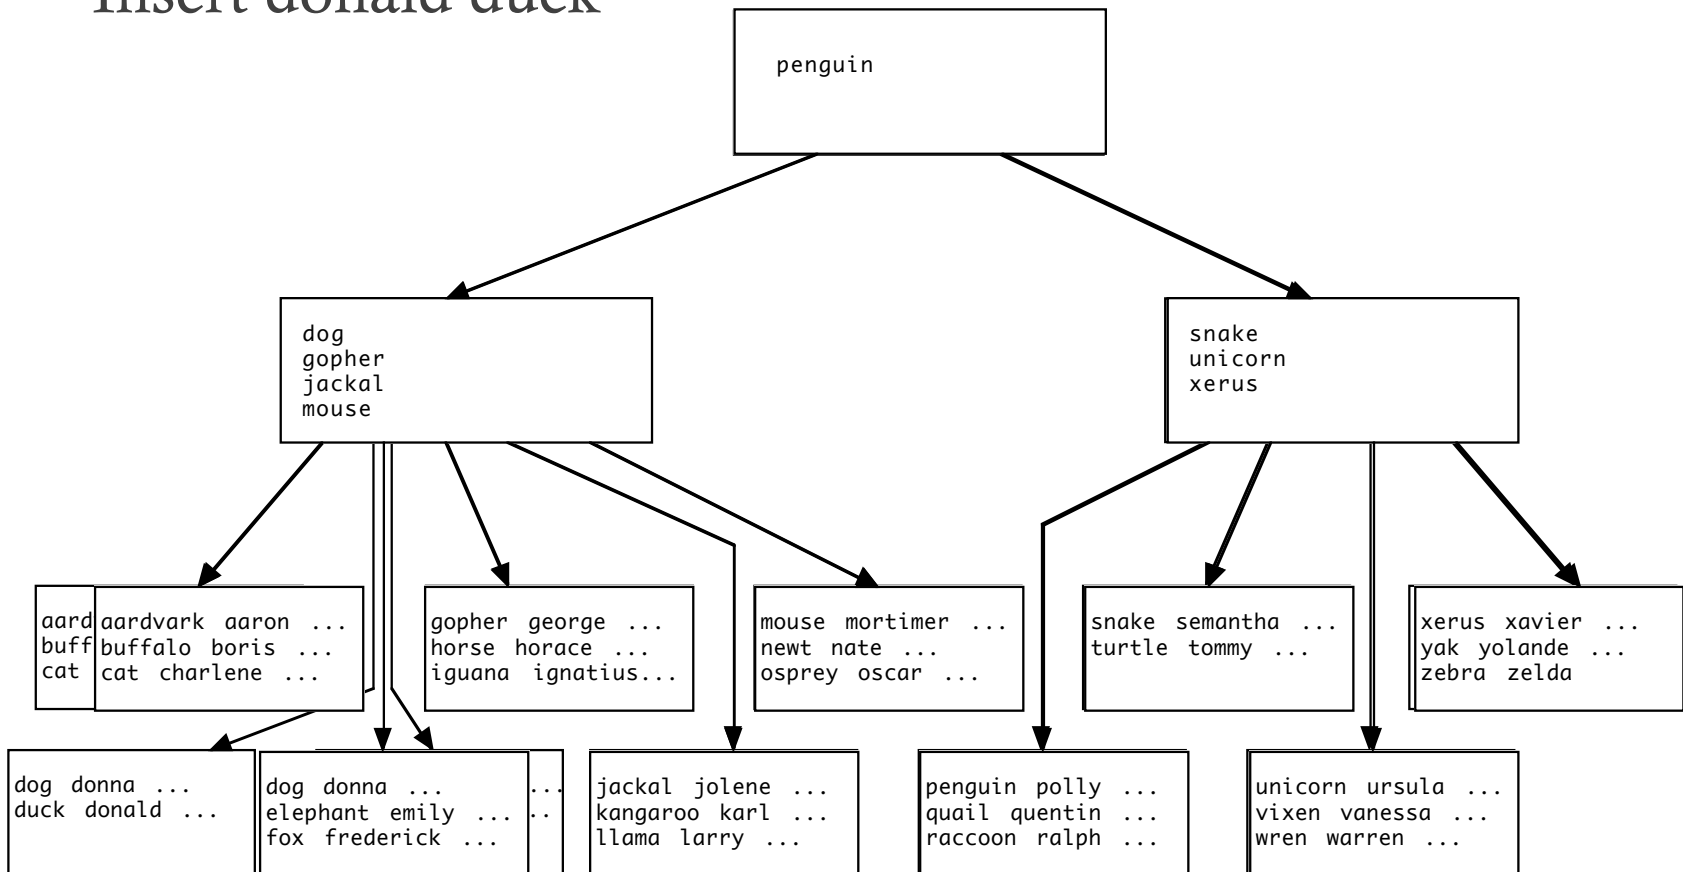 Insert donald duck
penguin
dog
gopher
jackal
mouse
snake
unicorn
xerus
aard
buff
cat
aardvark aaron ...
buffalo boris ...
cat charlene ...
gopher george ...
horse horace ...
iguana ignatius...
mouse mortimer ...
newt nate ...
osprey oscar ...
snake semantha ...
turtle tommy ...
xerus xavier ...
yak yolande ...
zebra zelda
dog donna ...
duck donald ...
dog donna ...
elephant emily ...
fox frederick ...
...
..
jackal jolene ...
kangaroo karl ...
llama larry ...
penguin polly ...
quail quentin ...
raccoon ralph ...
unicorn ursula ...
vixen vanessa ...
wren warren ...